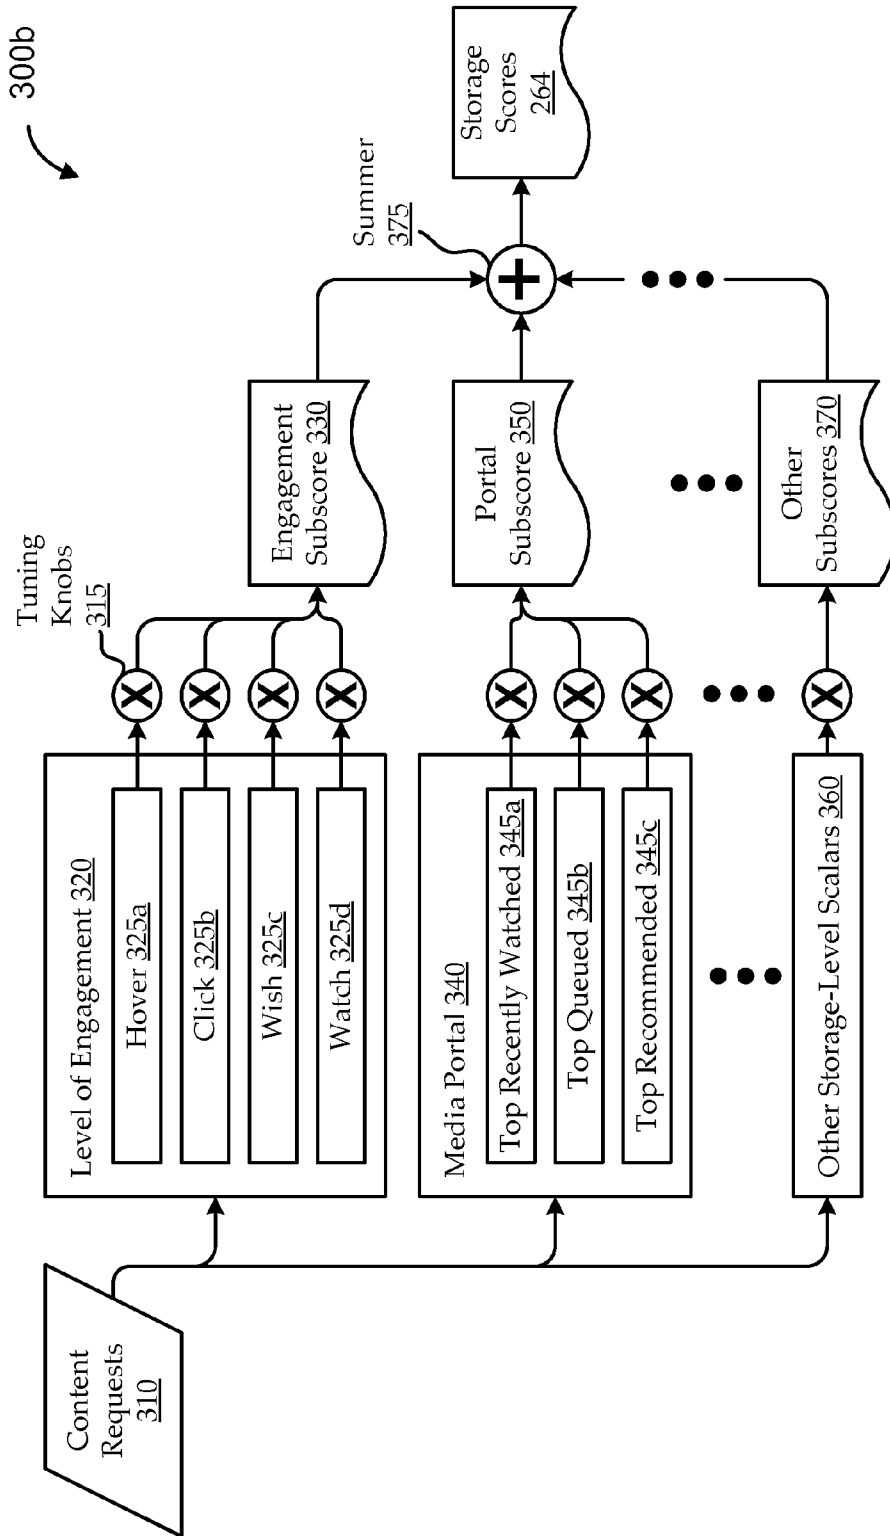 300b
Content
Requests
310
Level of Engagement 320
Hover 325a
Click 325b
Wish 325c
Watch 325d
Tuning
Knobs
315
X
X
X
X
Engagement
Subscore 330
Media Portal 340
Top Recently Watched 345a
Top Queued 345b
Top Recommended 345c
X
X
X
Portal
Subscore 350
Other Storage-Level Scalars 360
X
Other
Subscores 370
Summer
375
+
Storage
Scores
264